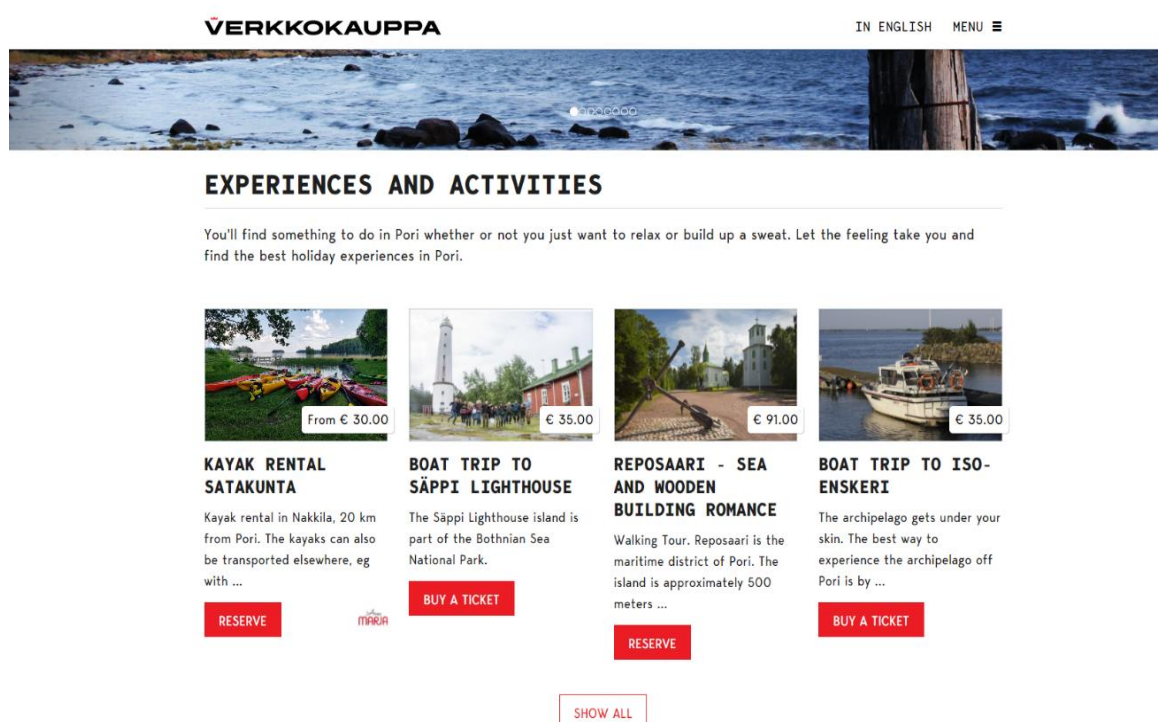 VERKKOKAUPPA
IN ENGLISH MENU
EXPERIENCES AND ACTIVITIES
You'll find something to do in Pori whether or not you just want to relax or build up a sweat. Let the feeling take you and
find the best holiday experiences in Pori.
From € 30.00
€ 35.00
€ 91.00
€ 35.00
KAYAK RENTAL
SATAKUNTA
Kayak rental in Nakkila, 20 km
from Pori. The kayaks can also
be transported elsewhere, eg
with ...
RESERVE
MARJA
BOAT TRIP TO
SÄPPI LIGHTHOUSE
The Säppi Lighthouse island is
part of the Bothnian Sea
National Park.
BUY A TICKET
REPOSAARI - SEA
AND WOODEN
BUILDING ROMANCE
Walking Tour. Reposaari is the
maritime district of Pori. The
island is approximately 500
meters ...
RESERVE
BOAT TRIP TO ISO-
ENSKERI
The archipelago gets under your
skin. The best way to
experience the archipelago off
Pori is by ...
BUY A TICKET
SHOW ALL